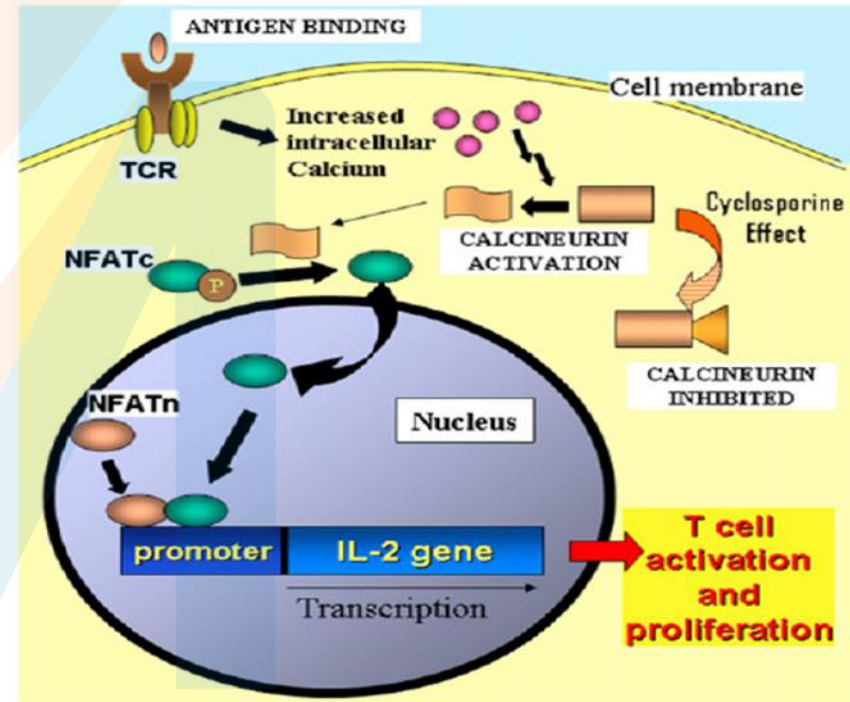 ANTIGEN BINDING
Cell membrane
TCR
Increased
intracellular
Calcium
CALCINEURIN
ACTIVATION
Cyclosporine
Effect
NFATc
P
CALCINEURIN
INHIBITED
NFATn
Nucleus
promoter
IL-2 gene
Transcription
T cell
activation
and
proliferation